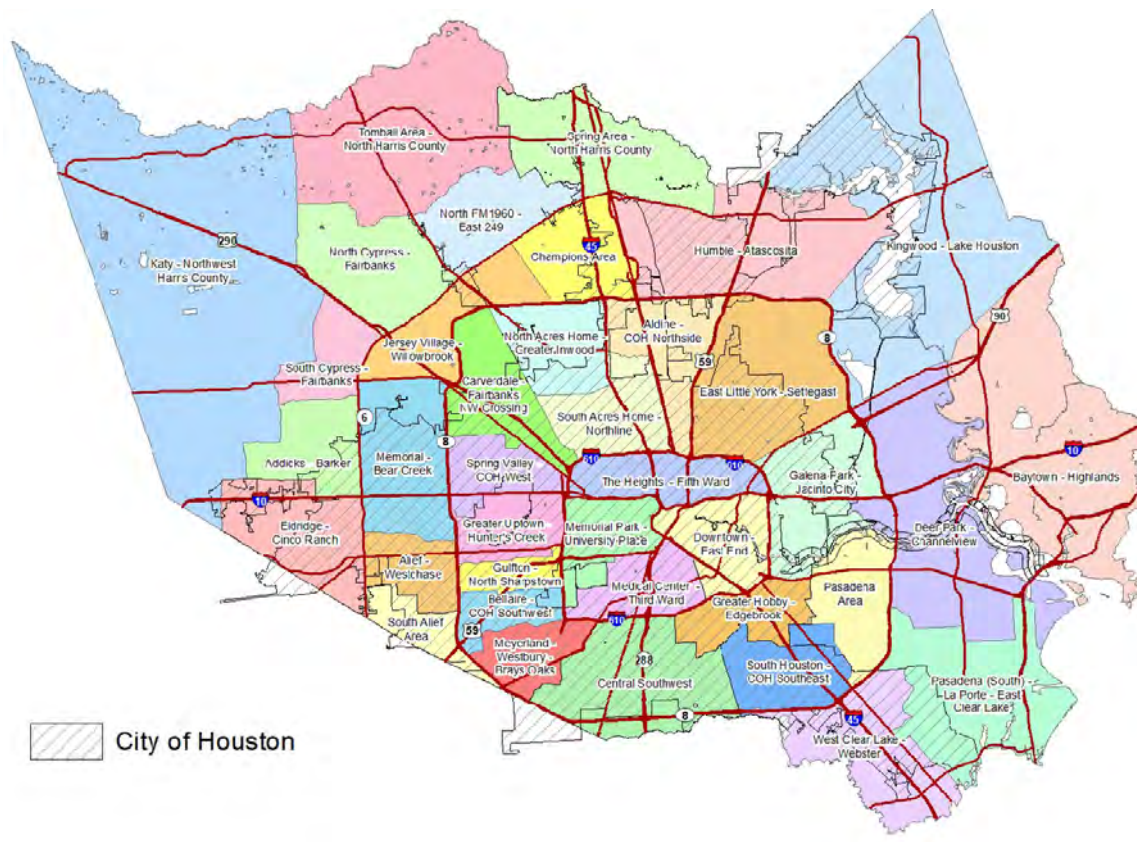 Tomball Area -
North Harris County
Spring Area -
North Harris County
North FM1960 -
East 249
290
45
Kingwood - Lake Houston
Humble - Atascosita
Katy - Northwest
Harris County
North Cypress -
Fairbanks
Champions Area
90
Aldine -
COH Northside
8
Jersey Village -
Willowbrook
North Acres Home -
Greater Inwood
59
South Cypress -
Fairbanks
Carverdale -
Fairbanks
NW Crossing
East Little York - Settegast
6
South Acres Home -
Northline
8
Addicks - Barker
Memorial -
Bear Creek
Spring Valley -
COH West
610
610
10
The Heights - Fifth Ward
Galena Park -
Jacinto City
Baytown - Highlands
10
Eldridge -
Cinco Ranch
Greater Uptown -
Hunter's Creek
Memorial Park -
University Place
Downtown -
East End
Deer Park -
Channelview
Alief -
Westchase
Gulfton -
North Sharpstown
Medical Center -
Third Ward
Pasadena
Area
Bellaire -
COH Southwest
Greater Hobby -
Edgebrook
South Alief
Area
59
610
Meyerland -
Westbury -
Brays Oaks
288
Central Southwest
South Houston -
COH Southeast
Pasadena (South) -
La Porte - East
Clear Lake
8
45
West Clear Lake -
Webster
City of Houston